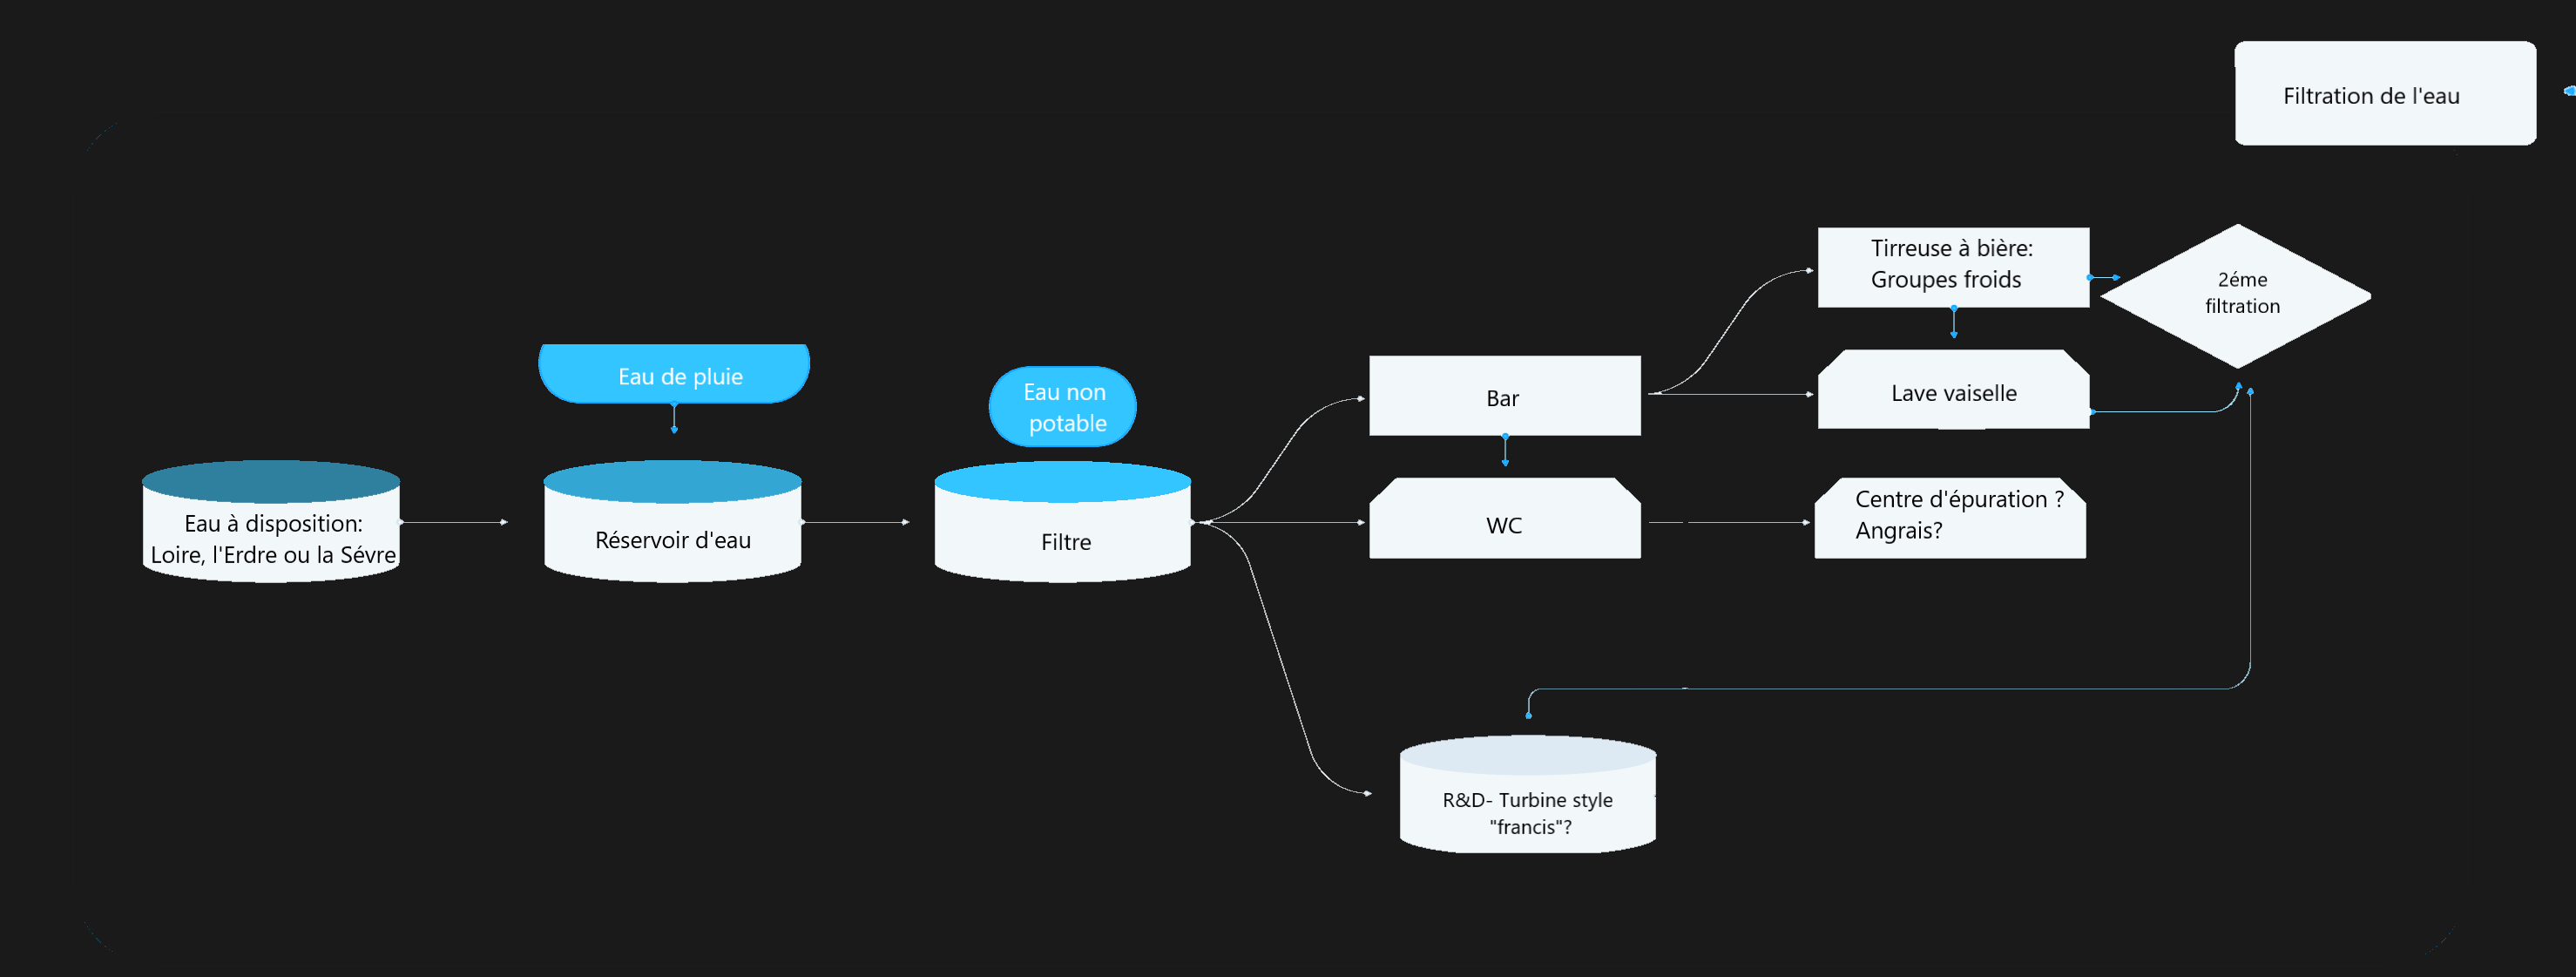 Filtration de l'eau
Tirreuse à bière:
Groupes froids
2éme
filtration
Eau de pluie
Eau non
potable
Bar
Lave vaiselle
Eau à disposition:
Loire, l'Erdre ou la Sévre
Réservoir d'eau
Filtre
WC
Centre d'épuration ?
Angrais?
R&D- Turbine style
"francis"?